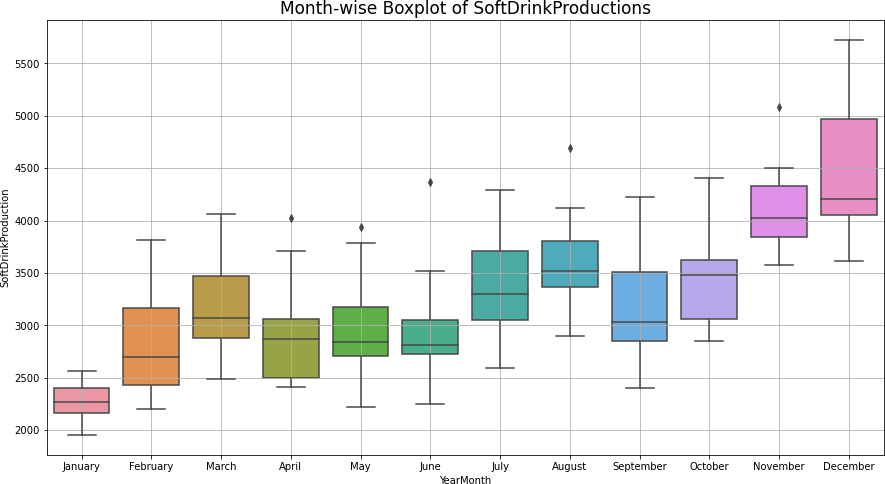 Month-wise Boxplot of SoftDrinkProductions
SoftDrinkProduction
5500
5000
4500
4000
3500
3000
2500
2000
January February March April May June July August September October November December
YearMonth